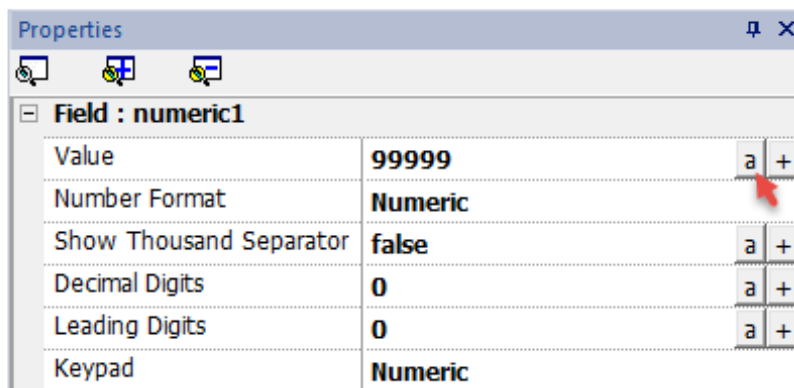 Properties
Field : numeric1
Value 99999 a +
Number Format Numeric
Show Thousand Separator false a +
Decimal Digits 0 a +
Leading Digits 0 a +
Keypad Numeric